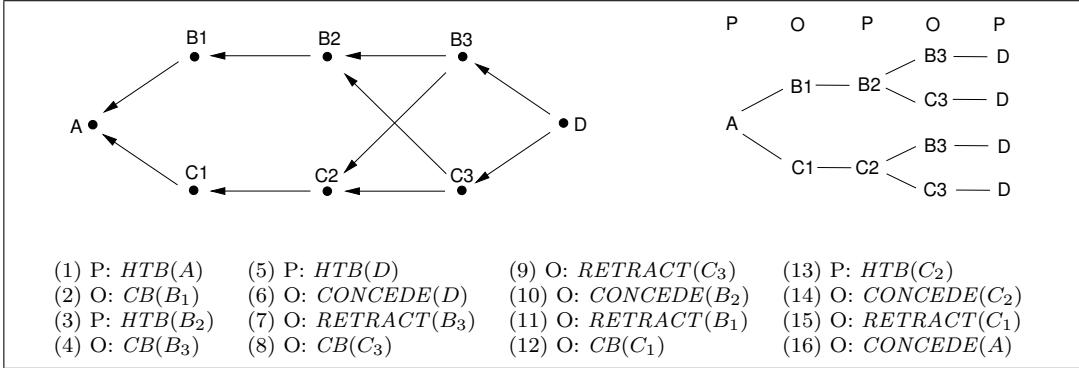 P O P O P
B1 B2 B3
B3 D
B1 B2
C3 D
A D
A
B3 D
C1 C2 C3
C1 C2
C3 D
(1) P: HTB(A) (5) P: HTB(D) (9) O: RETRACT(C₃) (13) P: HTB(C₂)
(2) O: CB(B₁) (6) O: CONCEDE(D) (10) O: CONCEDE(B₂) (14) O: CONCEDE(C₂)
(3) P: HTB(B₂) (7) O: RETRACT(B₃) (11) O: RETRACT(B₁) (15) O: RETRACT(C₁)
(4) O: CB(B₃) (8) O: CB(C₃) (12) O: CB(C₁) (16) O: CONCEDE(A)